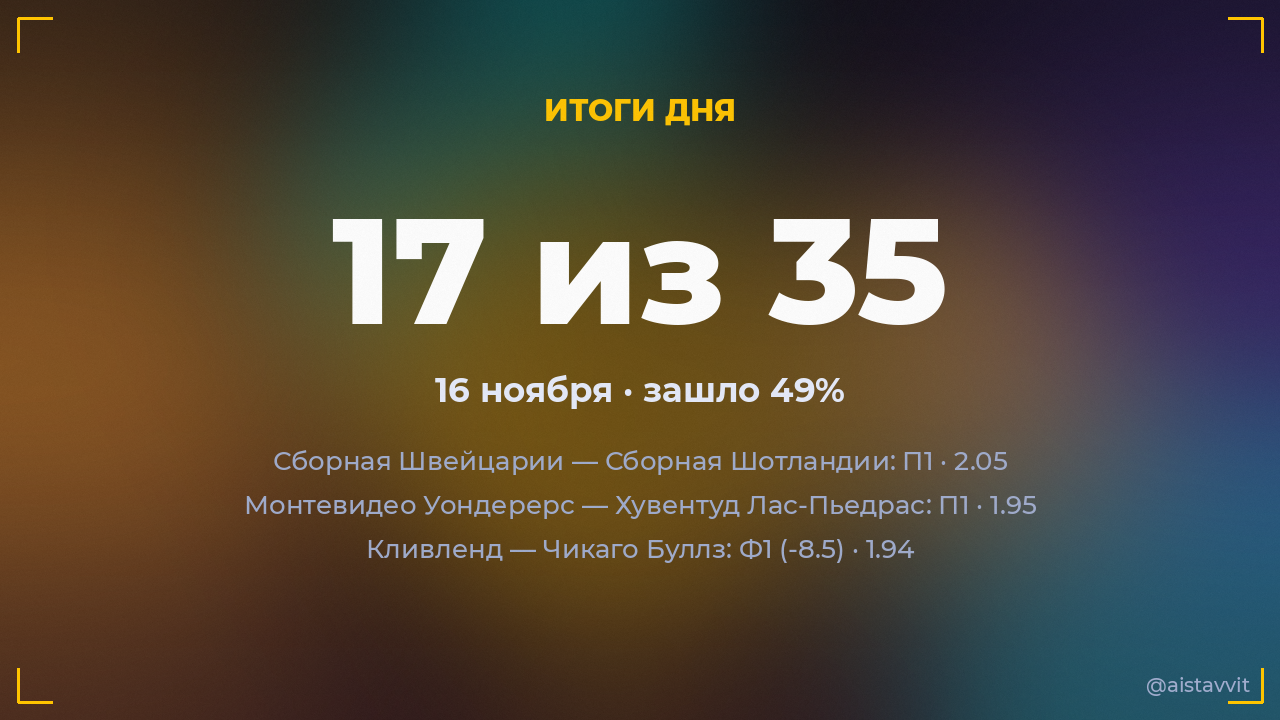 ИТОГИ ДНЯ
17 из 35
16 ноября · зашло 49%
Сборная Швейцарии — Сборная Шотландии: П1 · 2.05
Монтевидео Уондерерс — Хувентуд Лас-Пьедрас: П1 · 1.95
Кливленд — Чикаго Буллз: Ф1 (-8.5) · 1.94
@aistavvit